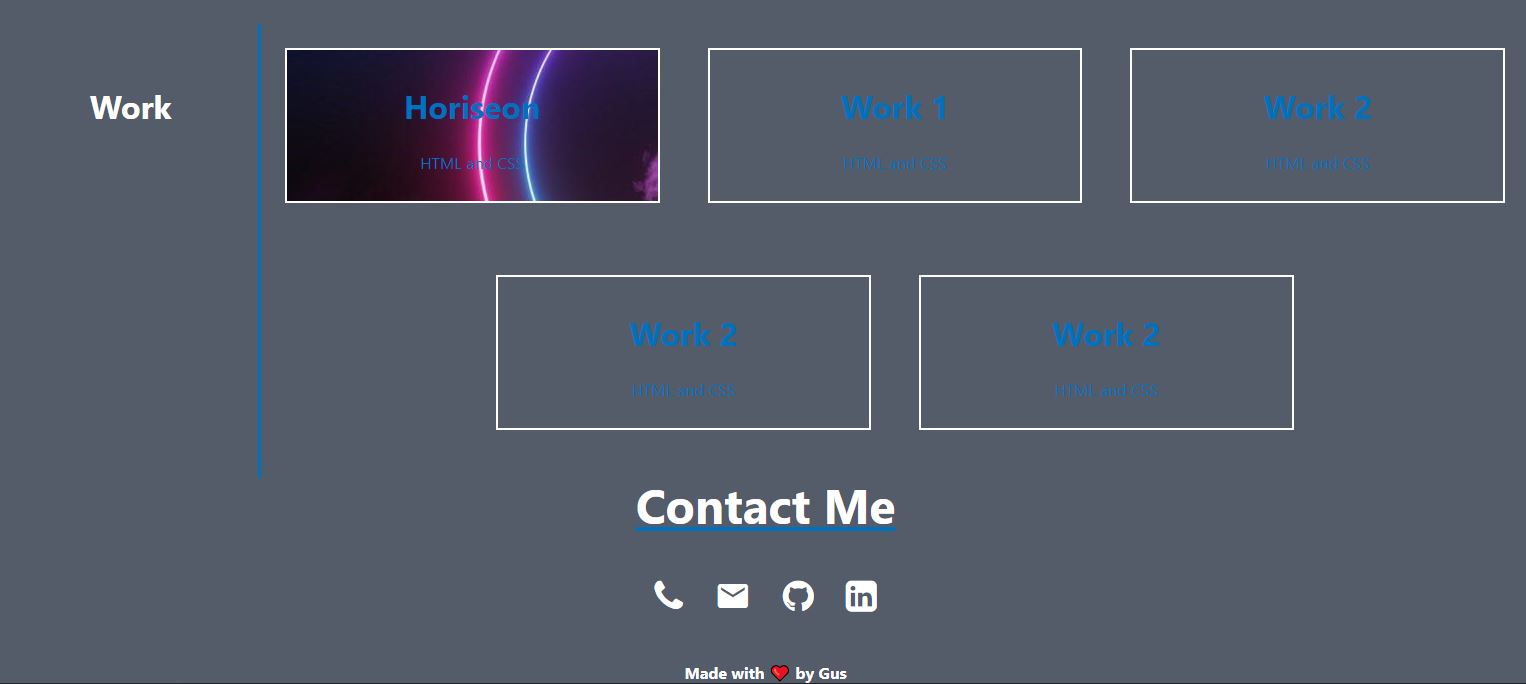 Work
Horiseon
HTML and CSS
Work 1
HTML and CSS
Work 2
HTML and CSS
Work 2
HTML and CSS
Work 2
HTML and CSS
Contact Me
in
Made with ❤️ by Gus